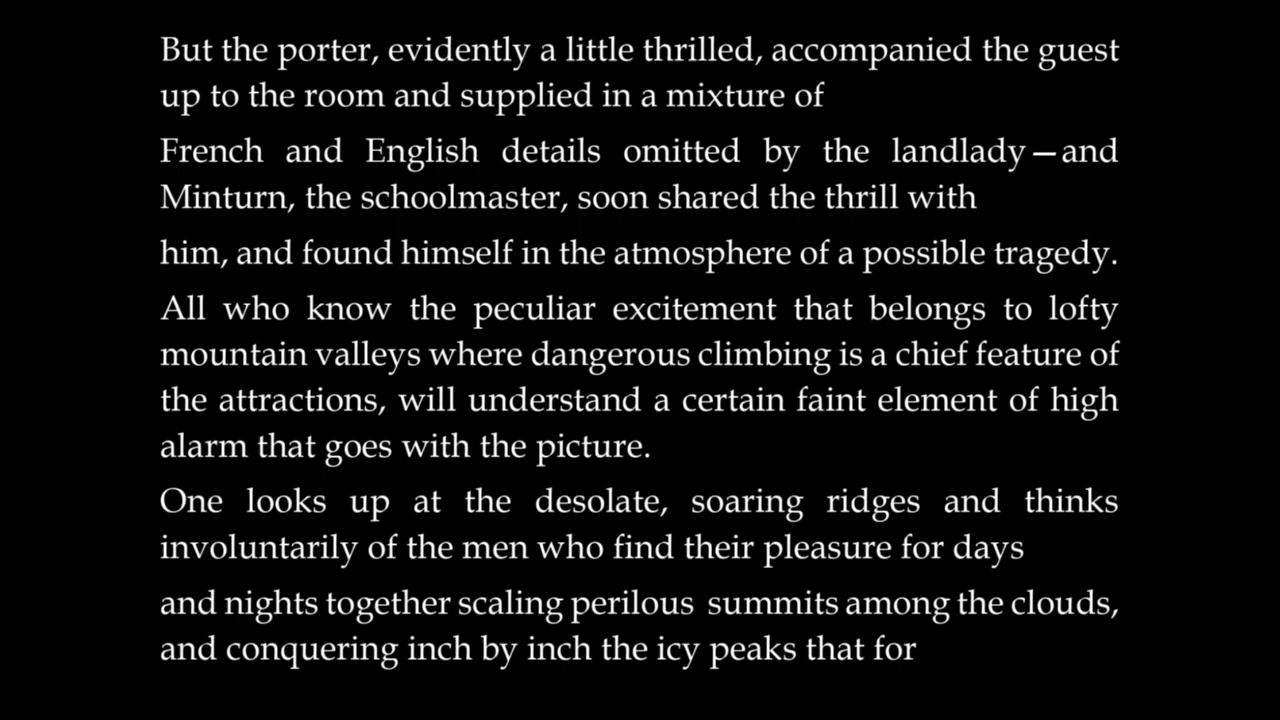 But the porter, evidently a little thrilled, accompanied the guest
up to the room and supplied in a mixture of
French and English details omitted by the landlady—and
Minturn, the schoolmaster, soon shared the thrill with
him, and found himself in the atmosphere of a possible tragedy.
All who know the peculiar excitement that belongs to lofty
mountain valleys where dangerous climbing is a chief feature of
the attractions, will understand a certain faint element of high
alarm that goes with the picture.
One looks up at the desolate, soaring ridges and thinks
involuntarily of the men who find their pleasure for days
and nights together scaling perilous summits among the clouds,
and conquering inch by inch the icy peaks that for